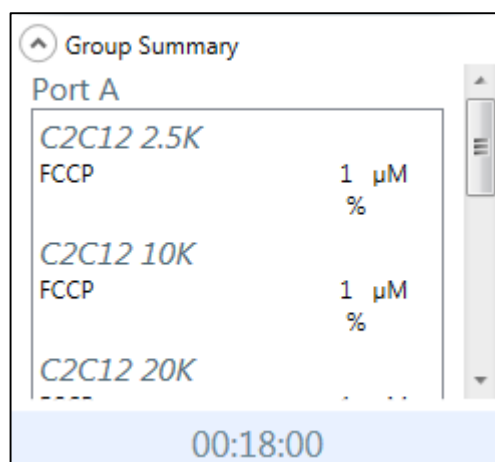 Group Summary
Port A
C2C12 2.5K
FCCP 1 µM
%
C2C12 10K
FCCP 1 µM
%
C2C12 20K
00:18:00